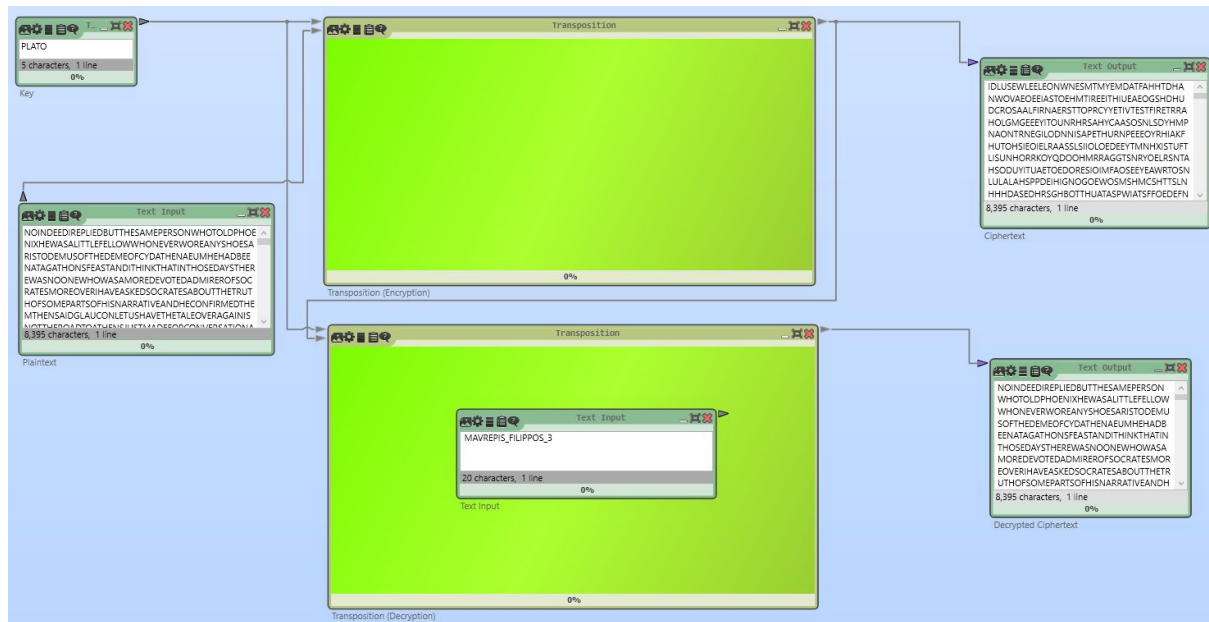 T...
PLATO
5 characters, 1 line
0%
Key
Transposition
0%
Transposition (Encryption)
Text Output
IDLUSEWLEELEONWNESMTMYEMDATFAHHTDHA
NWOVAEOEEIASTOEHMTIREEITHIUEAEOGSHDHU
DCROSAALFIRNAERSTTOPRCYYETIVTESTFIRETRRA
HOLGMGEEEYITOUNRHRSAHYCAASOSNLSDYHMP
NAONTRNEGILODNNISAPETHURNPEEEOYRHIAKF
HUTOHSIEOIELRAASSLSIIOLOEDEEYTMNHXISTUFT
LISUNHORRKOYQDOOHMRRAGGTSNRYOELRSNTA
HSODUYITUAETOEDORESIOIMFAOSEEYEAWRTOSN
LULALAHSPPDEIHIGNOGOEWOSMSHMCSHTTSLN
HHHDASEDHRSGHBOTTHUATASPWIATSFFOEDEFN
8,395 characters, 1 line
0%
Ciphertext
Text Input
NOINDEEDIREPLIEDBUTTHESAMEPERSONWHOTOLDPHOE
NIXHEWASALITTLEFELLOWWHONEVERWOREANYSHOESA
RISTODEMUSOFTHEDEMEOFCYDATHENAEUMHEHADBEE
NATAGATHONSFEASTANDITHINKTHATINTHOSEDAYSTHER
EWASNOONEWHOWASAMOREDEVOTEDADMIREROFSOC
RATESMOREOVERIHAVEASKEDSOCRATESABOUTTHETRUT
HOFSOMEPARTSOFHISNARRATIVEANDHECONFIRMEDTHE
MTHENSAIDGLAUCONLETUSHAVETHETALEOVERAGAINIS
NOTTHEROADTOATHENSJUSTMADEFORCONVERSATIONA
8,395 characters, 1 line
0%
Plaintext
Transposition
Text Input
MAVREPIS_FILIPPOS_3
20 characters, 1 line
0%
Text Input
0%
Transposition (Decryption)
Text Output
NOINDEEDIREPLIEDBUTTHESAMEPERSON
WHOTOLDPHOENIXHEWASALITTLEFELLOW
WHONEVERWOREANYSHOESARISTODEMU
SOFTHEDEMEOFCYDATHENAEUMHEHADB
EENATAGATHONSFEASTANDITHINKTHATIN
THOSEDAYSTHEREWASNOONEWHOWASA
MOREDEVOTEDADMIREROFSOCRATESMOR
EOVERIHAVEASKEDSOCRATESABOUTTHETR
UTHOFSOMEPARTSOFHISNARRATIVEANDH
8,395 characters, 1 line
0%
Decrypted Ciphertext